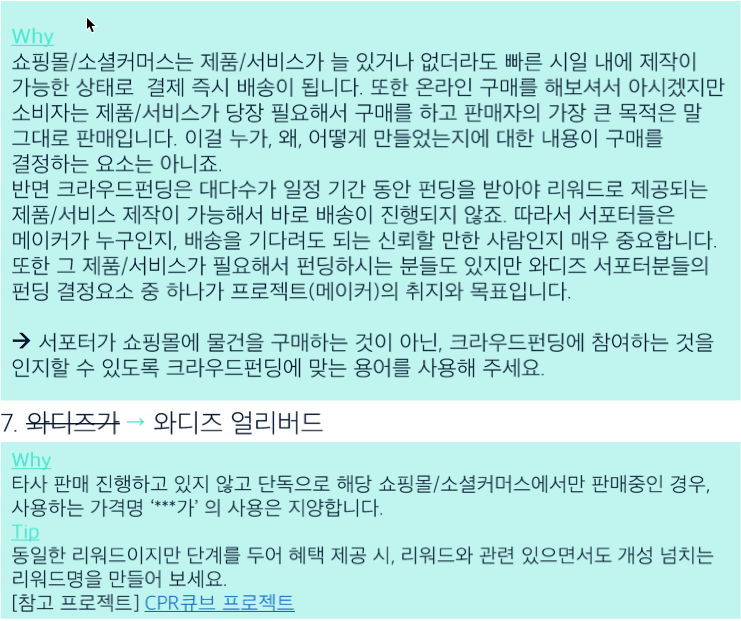 Why
쇼핑몰/소셜커머스는 제품/서비스가 늘 있거나 없더라도 빠른 시일 내에 제작이
가능한 상태로 결제 즉시 배송이 됩니다. 또한 온라인 구매를 해보셔서 아시겠지만
소비자는 제품/서비스가 당장 필요해서 구매를 하고 판매자의 가장 큰 목적은 말
그대로 판매입니다. 이걸 누가, 왜, 어떻게 만들었는지에 대한 내용이 구매를
결정하는 요소는 아니죠.
반면 크라우드펀딩은 대다수가 일정 기간 동안 펀딩을 받아야 리워드로 제공되는
제품/서비스 제작이 가능해서 바로 배송이 진행되지 않죠. 따라서 서포터들은
메이커가 누구인지, 배송을 기다려도 되는 신뢰할 만한 사람인지 매우 중요합니다.
또한 그 제품/서비스가 필요해서 펀딩하시는 분들도 있지만 와디즈 서포터분들의
펀딩 결정요소 중 하나가 프로젝트(메이커)의 취지와 목표입니다.
→ 서포터가 쇼핑몰에 물건을 구매하는 것이 아닌, 크라우드펀딩에 참여하는 것을
인지할 수 있도록 크라우드펀딩에 맞는 용어를 사용해 주세요.
7. 와디즈가 → 와디즈 얼리버드
Why
타사 판매 진행하고 있지 않고 단독으로 해당 쇼핑몰/소셜커머스에서만 판매중인 경우,
사용하는 가격명 ‘***가’ 의 사용은 지양합니다.
Tip
동일한 리워드이지만 단계를 두어 혜택 제공 시, 리워드와 관련 있으면서도 개성 넘치는
리워드명을 만들어 보세요.
[참고 프로젝트] CPR큐브 프로젝트